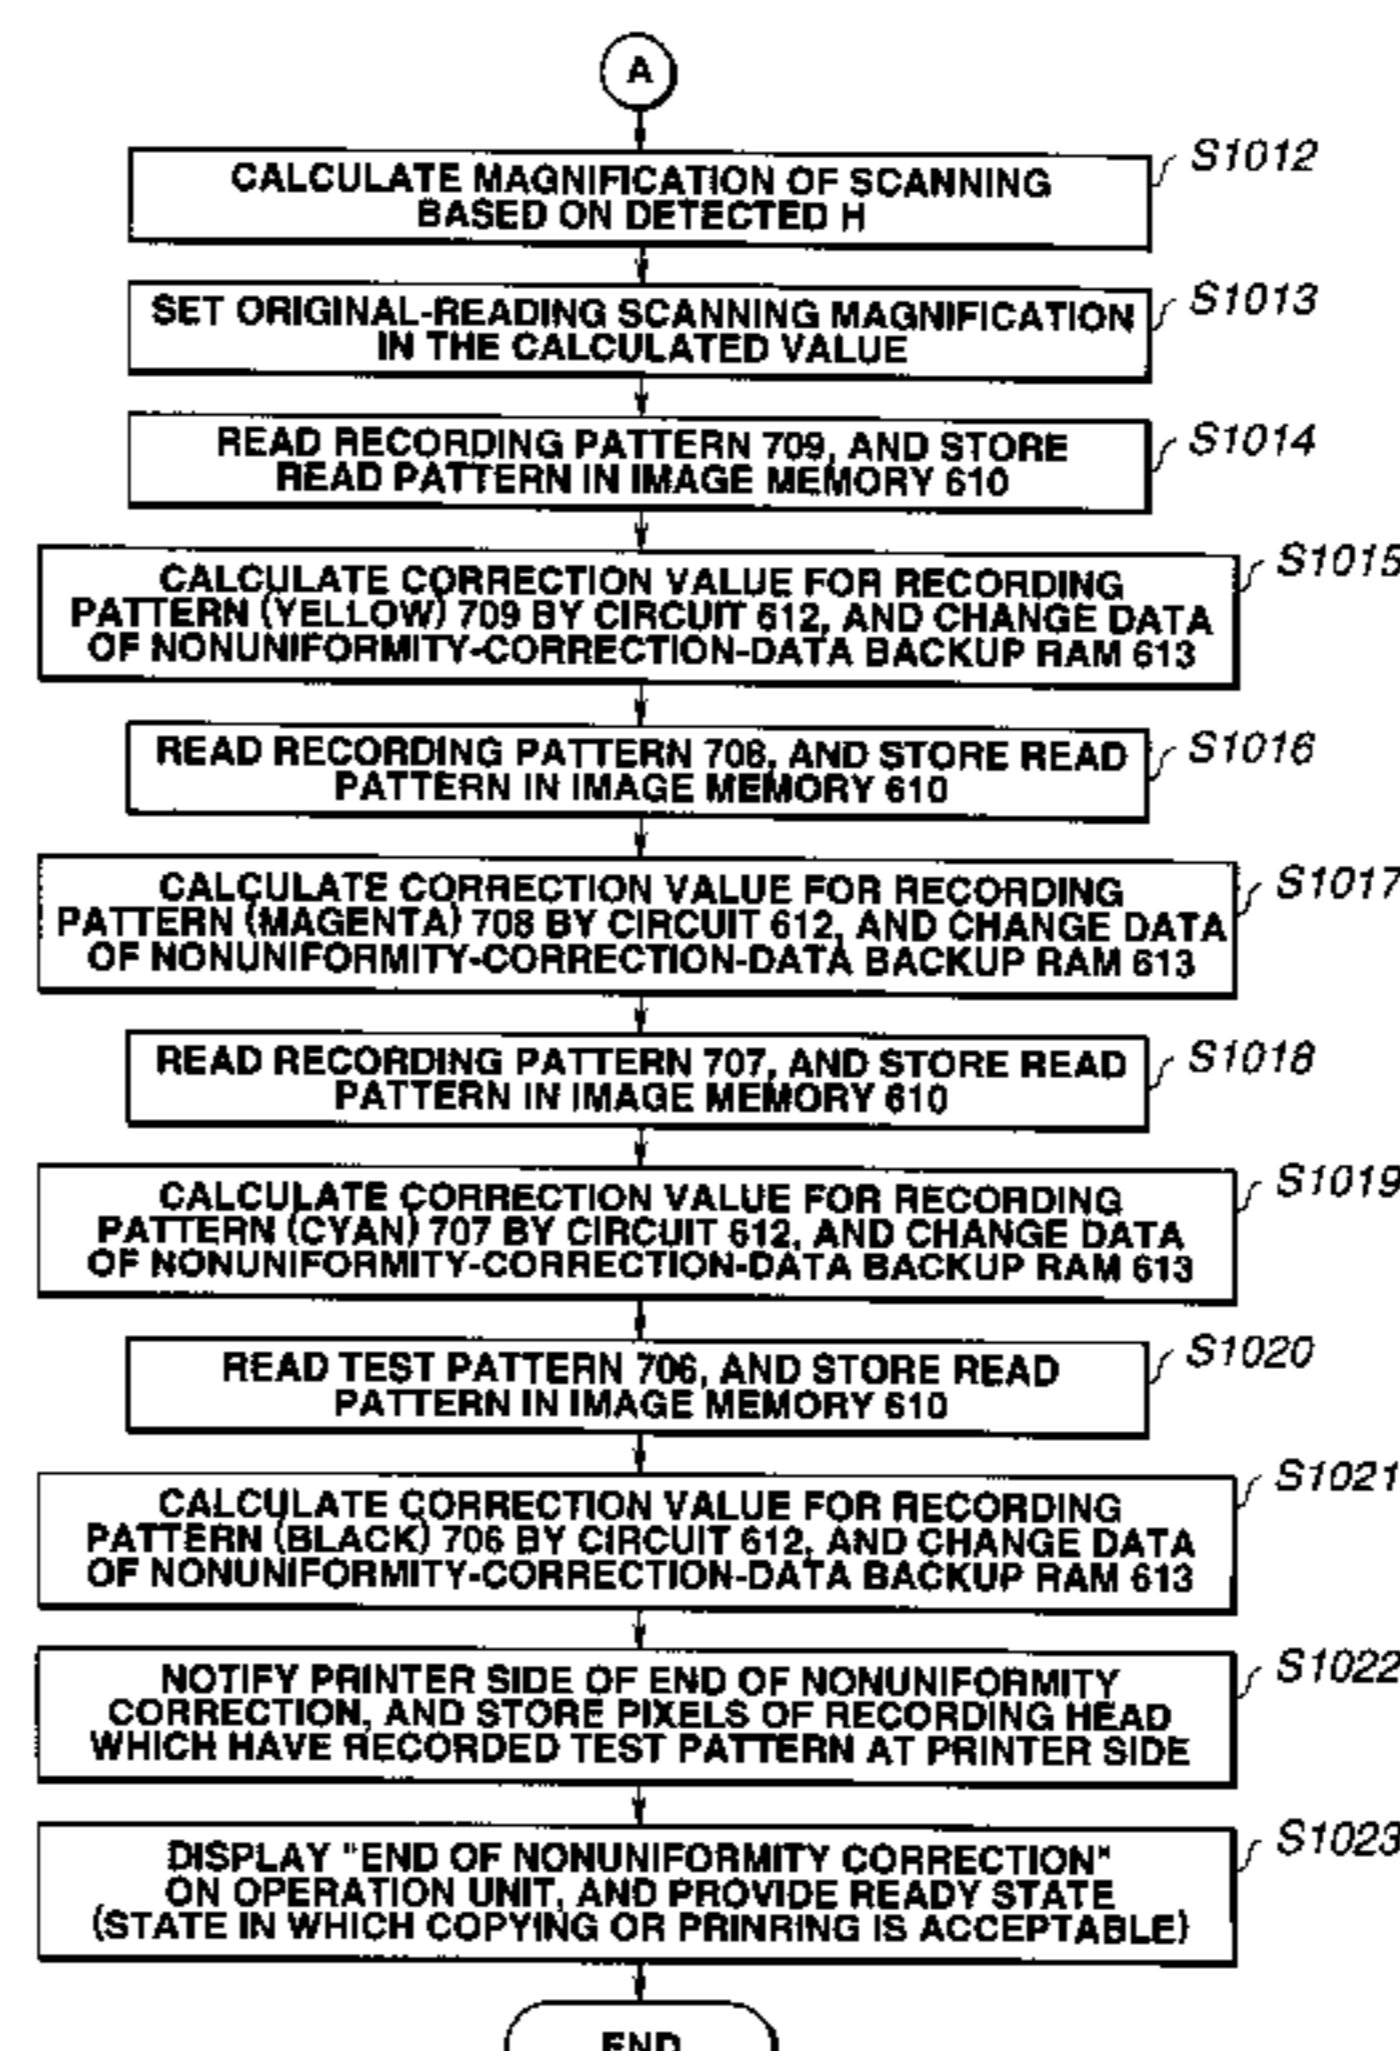 A
CALCULATE MAGNIFICATION OF SCANNING
BASED ON DETECTED H
S1012
SET ORIGINAL-READING SCANNING MAGNIFICATION
IN THE CALCULATED VALUE
S1013
READ RECORDING PATTERN 709, AND STORE
READ PATTERN IN IMAGE MEMORY 610
S1014
CALCULATE CORRECTION VALUE FOR RECORDING
PATTERN (YELLOW) 709 BY CIRCUIT 612, AND CHANGE DATA
OF NONUNIFORMITY-CORRECTION-DATA BACKUP RAM 613
S1015
READ RECORDING PATTERN 708, AND STORE READ
PATTERN IN IMAGE MEMORY 610
S1016
CALCULATE CORRECTION VALUE FOR RECORDING
PATTERN (MAGENTA) 708 BY CIRCUIT 612, AND CHANGE DATA
OF NONUNIFORMITY-CORRECTION-DATA BACKUP RAM 613
S1017
READ RECORDING PATTERN 707, AND STORE READ
PATTERN IN IMAGE MEMORY 610
S1018
CALCULATE CORRECTION VALUE FOR RECORDING
PATTERN (CYAN) 707 BY CIRCUIT 612, AND CHANGE DATA
OF NONUNIFORMITY-CORRECTION-DATA BACKUP RAM 613
S1019
READ TEST PATTERN 706, AND STORE READ
PATTERN IN IMAGE MEMORY 610
S1020
CALCULATE CORRECTION VALUE FOR RECORDING
PATTERN (BLACK) 706 BY CIRCUIT 612, AND CHANGE DATA
OF NONUNIFORMITY-CORRECTION-DATA BACKUP RAM 613
S1021
NOTIFY PRINTER SIDE OF END OF NONUNIFORMITY
CORRECTION, AND STORE PIXELS OF RECORDING HEAD
WHICH HAVE RECORDED TEST PATTERN AT PRINTER SIDE
S1022
DISPLAY "END OF NONUNIFORMITY CORRECTION"
ON OPERATION UNIT, AND PROVIDE READY STATE
(STATE IN WHICH COPYING OR PRINRING IS ACCEPTABLE)
S1023
END